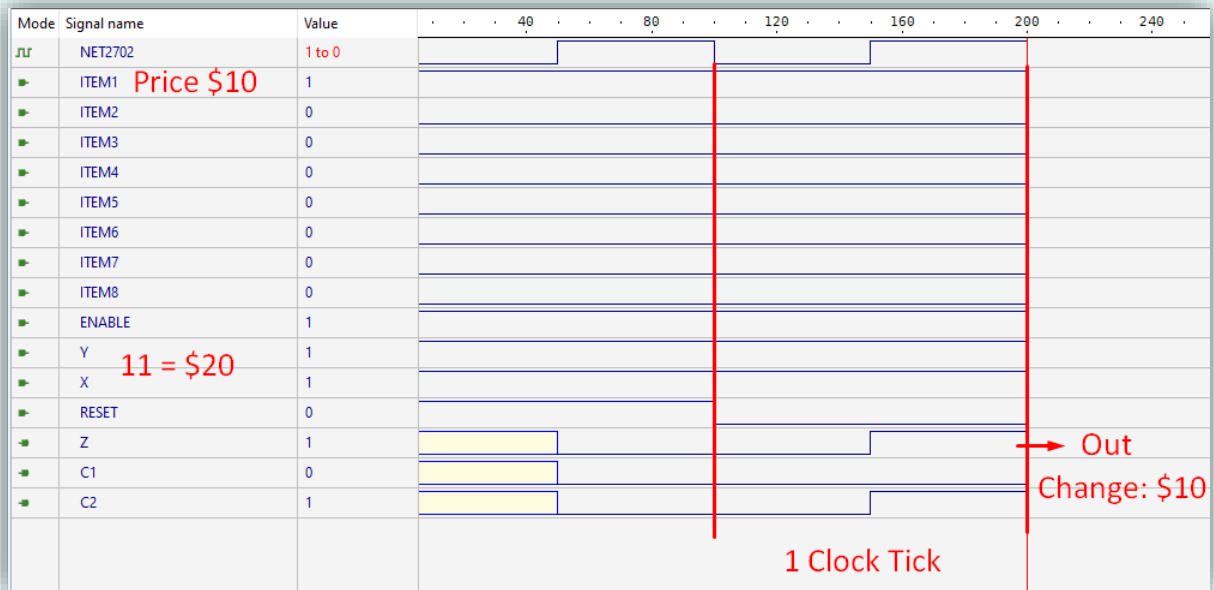 Mode Signal name Value 40 80 120 160 200 240
NET2702 1 to 0
ITEM1 Price $10 1
ITEM2 0
ITEM3 0
ITEM4 0
ITEM5 0
ITEM6 0
ITEM7 0
ITEM8 0
ENABLE 1
Y 1
11 = $20
X 1
RESET 0
Z 1 Out
C1 0
Change: $10
C2 1
1 Clock Tick